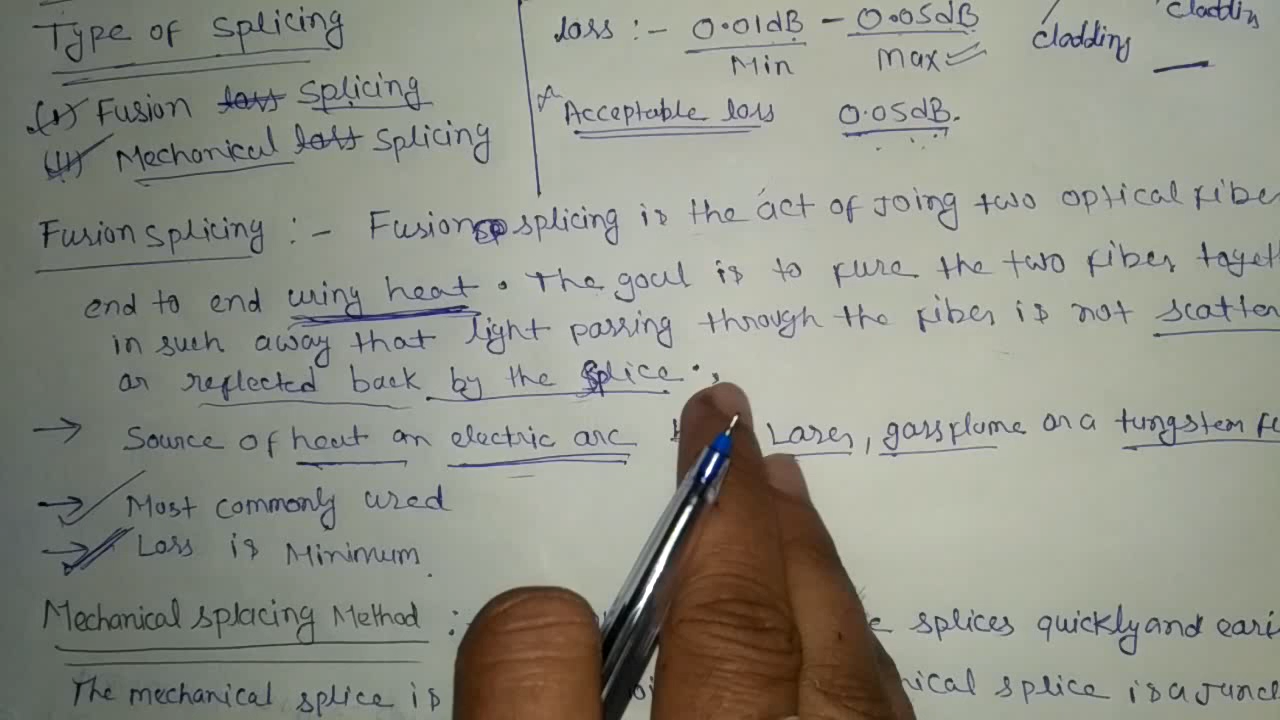 Type of Splicing
(I) Fusion loss Splicing
(II) Mechanical loss splicing
loss :- 0.01dB - 0.05dB
Min Max
cladding
claddin
Acceptable loss 0.05dB.
Fusion Splicing :- Fusion sp splicing is the act of Joing two optical fibe
end to end using heat. The goal is to fuse the two fiber toget
in such away that light passing through the fiber is not scatter
or reflected back by the Splice.
→ Source of heat an electric arc Laser, gas flame or a tungsten f
→ Most commonly used
→ Loss is Minimum.
Mechanical splacing Method : splices quickly and easi
The mechanical splice is nical splice is a junc